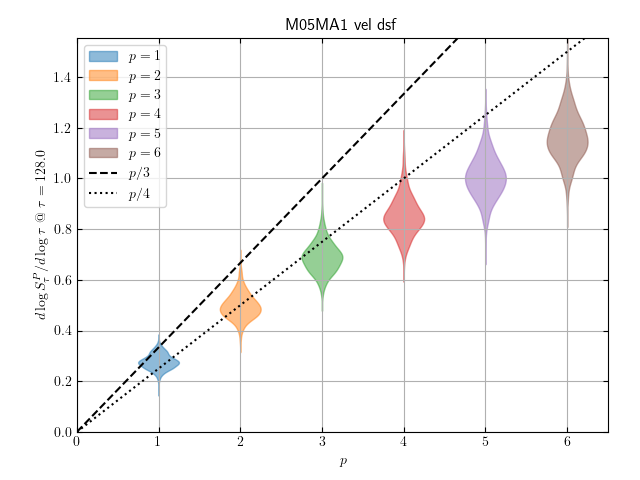 M05MA1 vel dsf
d log S_τ^P / d log τ @ τ = 128.0
1.4
1.2
1.0
0.8
0.6
0.4
0.2
0.0
p = 1
p = 2
p = 3
p = 4
p = 5
p = 6
p/3
p/4
0 1 2 3 4 5 6
p